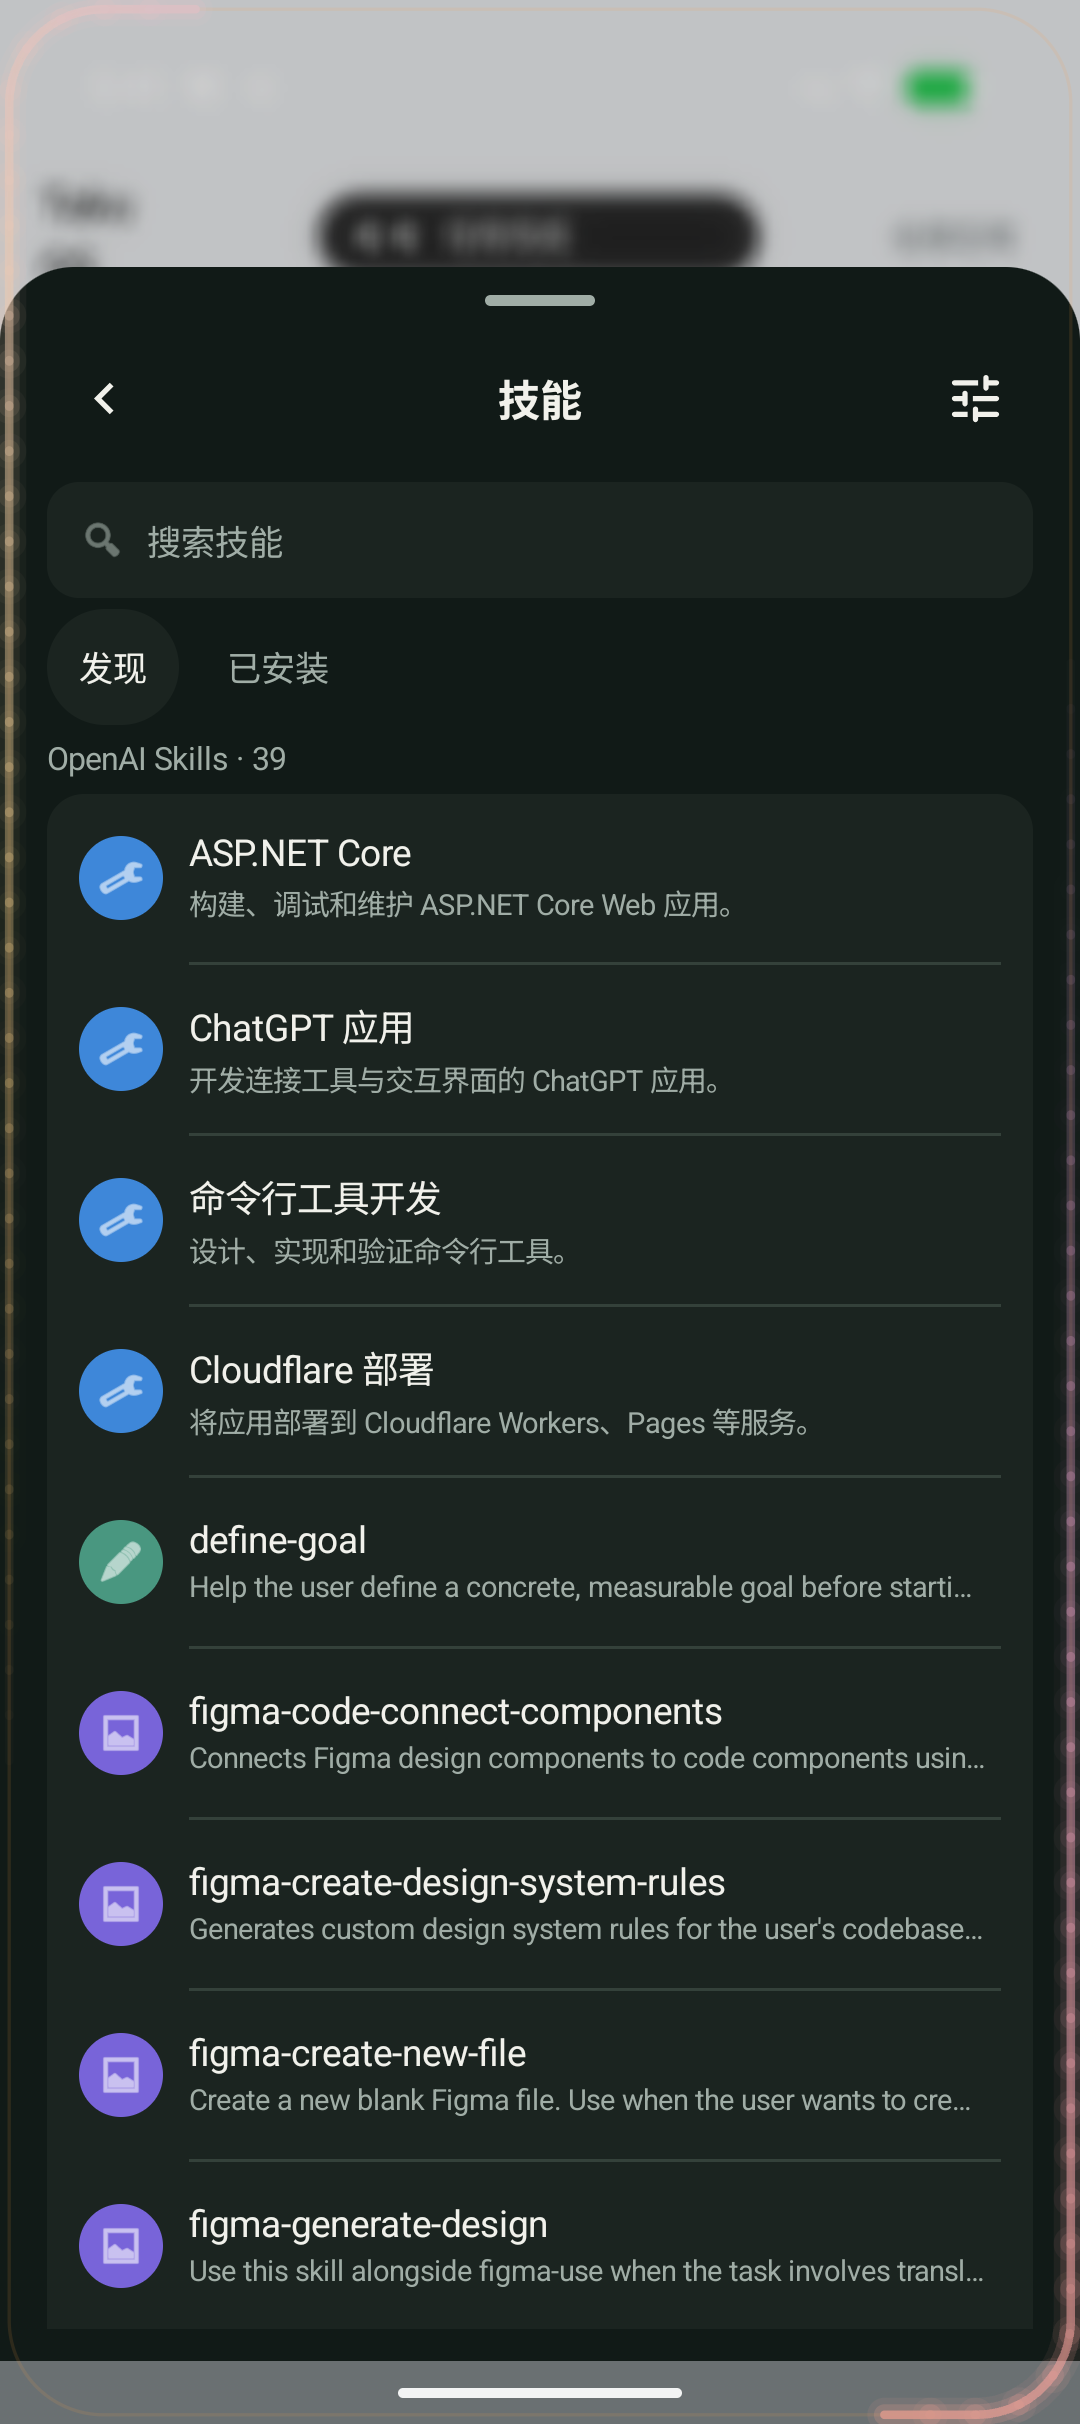 技能
搜索技能
发现
已安装
OpenAI Skills · 39
ASP.NET Core
构建、调试和维护 ASP.NET Core Web 应用。
ChatGPT 应用
开发连接工具与交互界面的 ChatGPT 应用。
命令行工具开发
设计、实现和验证命令行工具。
Cloudflare 部署
将应用部署到 Cloudflare Workers、Pages 等服务。
define-goal
Help the user define a concrete, measurable goal before starti...
figma-code-connect-components
Connects Figma design components to code components usin...
figma-create-design-system-rules
Generates custom design system rules for the user's codebase...
figma-create-new-file
Create a new blank Figma file. Use when the user wants to cre...
figma-generate-design
Use this skill alongside figma-use when the task involves transl...